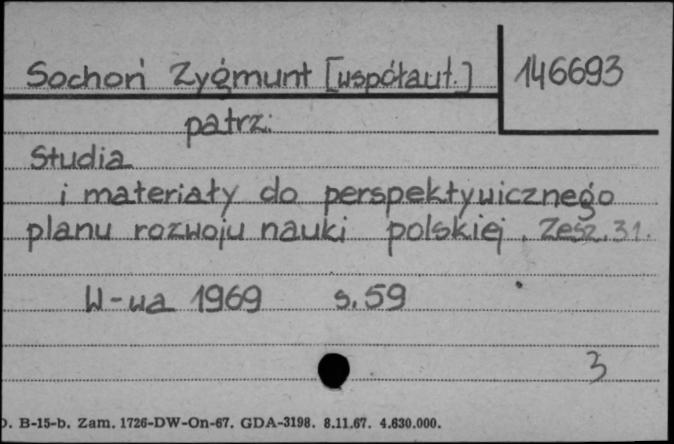 Sochoń Zygmunt [współaut.] 146693
patrz:
Studia
i materiały do perspektywicznego
planu rozwoju nauki polskiej. Zesz. 31.
W-wa 1969 s. 59
3
D. B-15-b. Zam. 1726-DW-On-67. GDA-3198. 8.11.67. 4.630.000.